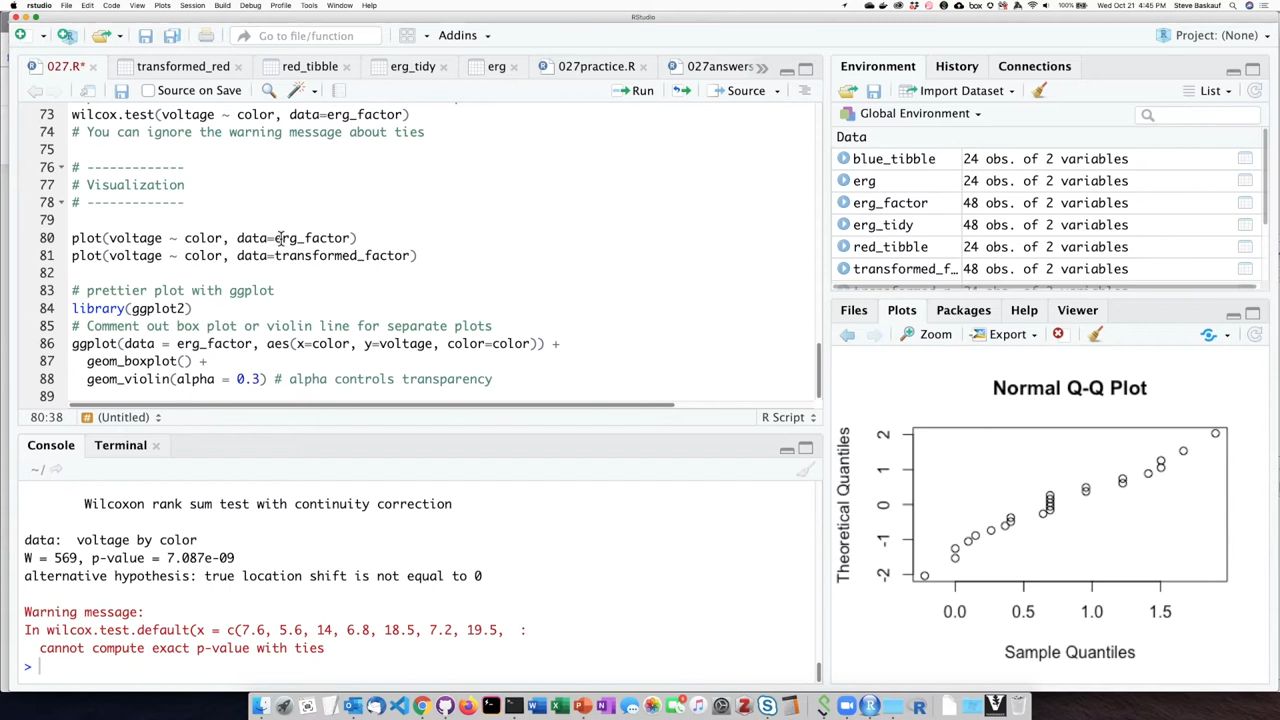 rstudio File Edit Code View Plots Session Build Debug Profile Tools Window Help
box 100% Wed Oct 21 4:45 PM Steve Baskauf
RStudio
Go to file/function Addins Project: (None)
027.R* transformed_red red_tibble erg_tidy erg 027practice.R 027answers
Source on Save Run Source
73 wilcox.test(voltage ~ color, data=erg_factor)
74 # You can ignore the warning message about ties
75
76 # -------------
77 # Visualization
78 # -------------
79
80 plot(voltage ~ color, data=erg_factor)
81 plot(voltage ~ color, data=transformed_factor)
82
83 # prettier plot with ggplot
84 library(ggplot2)
85 # Comment out box plot or violin line for separate plots
86 ggplot(data = erg_factor, aes(x=color, y=voltage, color=color)) +
87 geom_boxplot() +
88 geom_violin(alpha = 0.3) # alpha controls transparency
89
80:38 # (Untitled) R Script
Console Terminal
~/
Wilcoxon rank sum test with continuity correction
data: voltage by color
W = 569, p-value = 7.087e-09
alternative hypothesis: true location shift is not equal to 0
Warning message:
In wilcox.test.default(x = c(7.6, 5.6, 14, 6.8, 18.5, 7.2, 19.5, :
cannot compute exact p-value with ties
>
Environment History Connections
Import Dataset List
Global Environment
Data
blue_tibble 24 obs. of 2 variables
erg 24 obs. of 2 variables
erg_factor 48 obs. of 2 variables
erg_tidy 48 obs. of 2 variables
red_tibble 24 obs. of 2 variables
transformed_f… 48 obs. of 2 variables
Files Plots Packages Help Viewer
Zoom Export
Normal Q-Q Plot
Theoretical Quantiles
2
1
0
-1
-2
0.0 0.5 1.0 1.5
Sample Quantiles